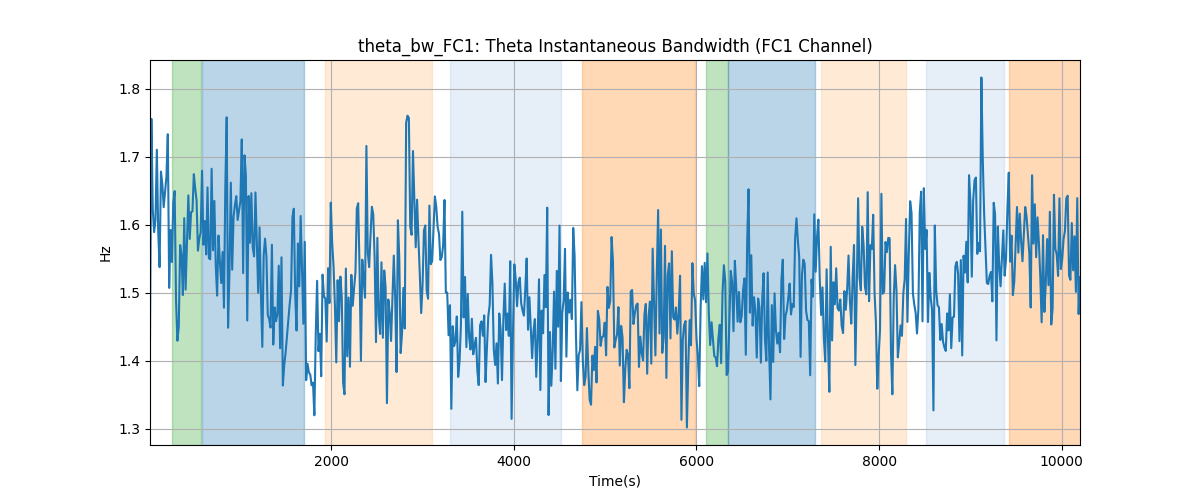 theta_bw_FC1: Theta Instantaneous Bandwidth (FC1 Channel)
1.8
1.7
1.6
1.5
1.4
1.3
Hz
2000 4000 6000 8000 10000
Time(s)